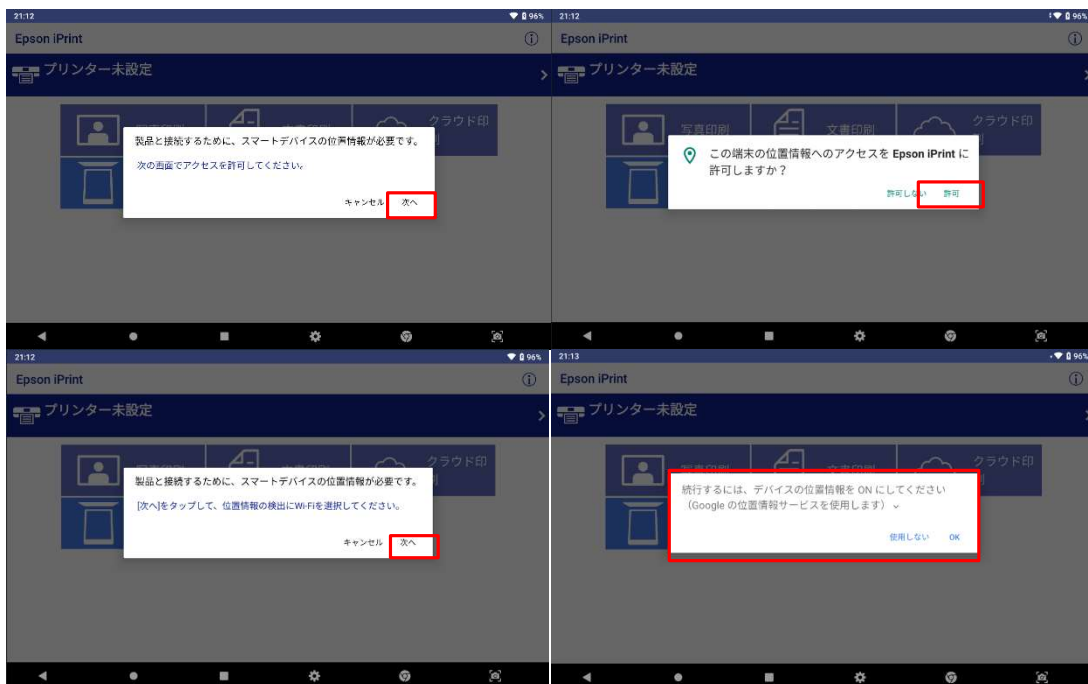 21:12
96%
Epson iPrint
プリンター未設定
クラウド印
製品と接続するために、スマートデバイスの位置情報が必要です。
次の画面でアクセスを許可してください。
キャンセル 次へ
21:12
96%
Epson iPrint
プリンター未設定
写真印刷 文書印刷 クラウド印
刷
この端末の位置情報へのアクセスを Epson iPrint に
許可しますか？
許可しない 許可
21:12
96%
Epson iPrint
プリンター未設定
クラウド印
製品と接続するために、スマートデバイスの位置情報が必要です。
[次へ]をタップして、位置情報の検出にWi-Fiを選択してください。
キャンセル 次へ
21:13
96%
Epson iPrint
プリンター未設定
クラウド印
続行するには、デバイスの位置情報を ON にしてください
（Google の位置情報サービスを使用します）
使用しない OK